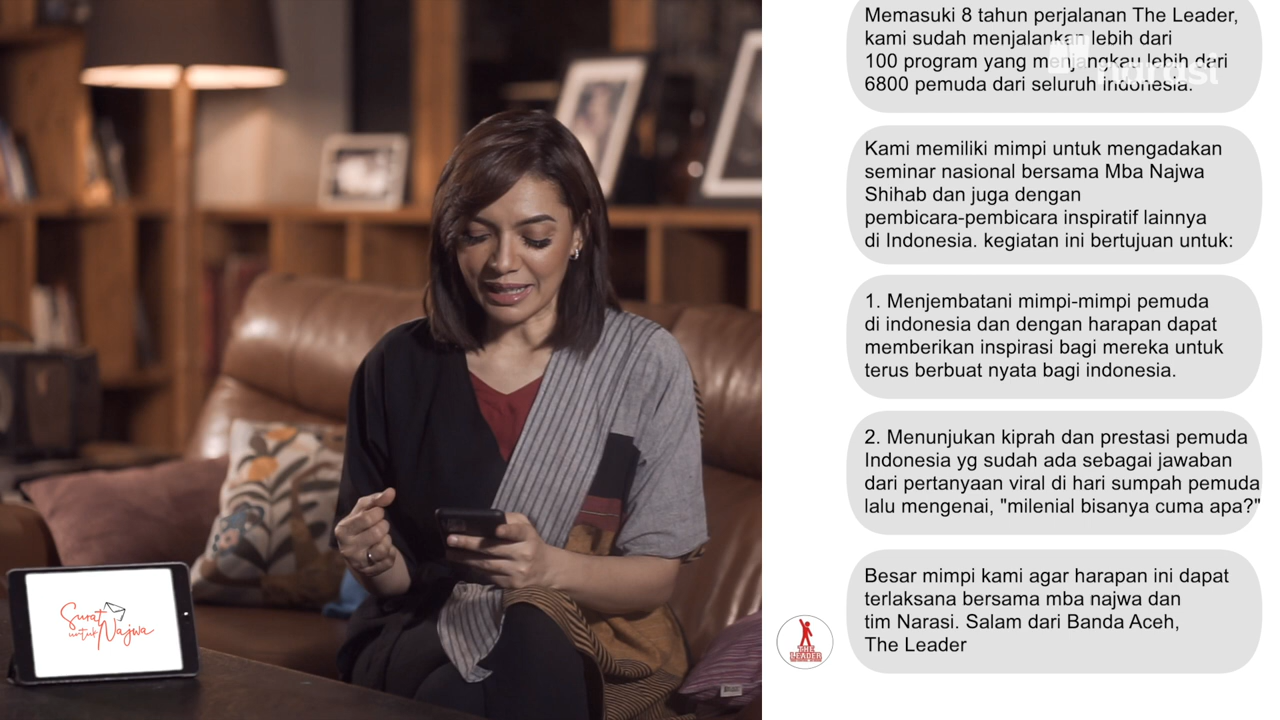 Memasuki 8 tahun perjalanan The Leader,
kami sudah menjalankan lebih dari
100 program yang menjangkau lebih dari
6800 pemuda dari seluruh Indonesia.
narasi
Kami memiliki mimpi untuk mengadakan
seminar nasional bersama Mba Najwa
Shihab dan juga dengan
pembicara-pembicara inspiratif lainnya
di Indonesia. kegiatan ini bertujuan untuk:
1. Menjembatani mimpi-mimpi pemuda
di indonesia dan dengan harapan dapat
memberikan inspirasi bagi mereka untuk
terus berbuat nyata bagi indonesia.
2. Menunjukan kiprah dan prestasi pemuda
Indonesia yg sudah ada sebagai jawaban
dari pertanyaan viral di hari sumpah pemuda
lalu mengenai, "milenial bisanya cuma apa?"
Besar mimpi kami agar harapan ini dapat
terlaksana bersama mba najwa dan
tim Narasi. Salam dari Banda Aceh,
The Leader
THE
LEADER
Surat
untuk Najwa